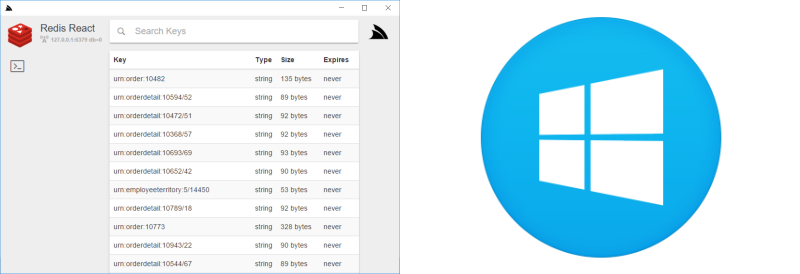 Redis React
127.0.0.1:6379 db=0
Search Keys
Key Type Size Expires
urn:order:10482 string 135 bytes never
urn:orderdetail:10594/52 string 89 bytes never
urn:orderdetail:10472/51 string 92 bytes never
urn:orderdetail:10368/57 string 92 bytes never
urn:orderdetail:10693/69 string 93 bytes never
urn:orderdetail:10652/42 string 90 bytes never
urn:employeeterritory:5/14450 string 53 bytes never
urn:orderdetail:10789/18 string 92 bytes never
urn:order:10773 string 328 bytes never
urn:orderdetail:10943/22 string 90 bytes never
urn:orderdetail:10544/67 string 89 bytes never